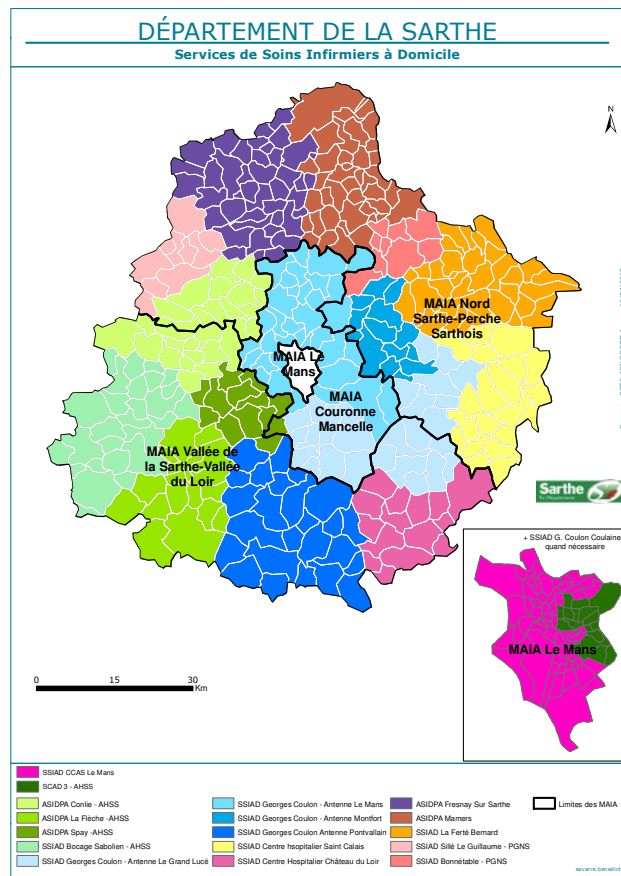 DÉPARTEMENT DE LA SARTHE
Services de Soins Infirmiers à Domicile
N
MAIA Nord
Sarthe-Perche
Sarthois
MAIA Le
Mans
MAIA
Couronne
Mancelle
MAIA Vallée de
la Sarthe-Vallée
du Loir
Sarthe
Le Département
+ SSIAD G. Coulon Coulaine
quand nécessaire
MAIA Le Mans
0 15 30
Km
SSIAD CCAS Le Mans
SCAD 3 - AHSS
ASIDPA Conlie - AHSS
ASIDPA La Flèche - AHSS
ASIDPA Spay -AHSS
SSIAD Bocage Sabolien - AHSS
SSIAD Georges Coulon - Antenne Le Grand Lucé
SSIAD Georges Coulon - Antenne Le Mans
SSIAD Georges Coulon - Antenne Montfort
SSIAD Georges Coulon Antenne Pontvallain
SSIAD Centre hsopitalier Saint Calais
SSIAD Centre Hospitalier Château du Loir
ASIDPA Fresnay Sur Sarthe
ASIDPA Mamers
SSIAD La Ferté Bernard
SSIAD Sillé Le Guillaume - PGNS
SSIAD Bonnétable - PGNS
Limites des MAIA
savarre.benedict